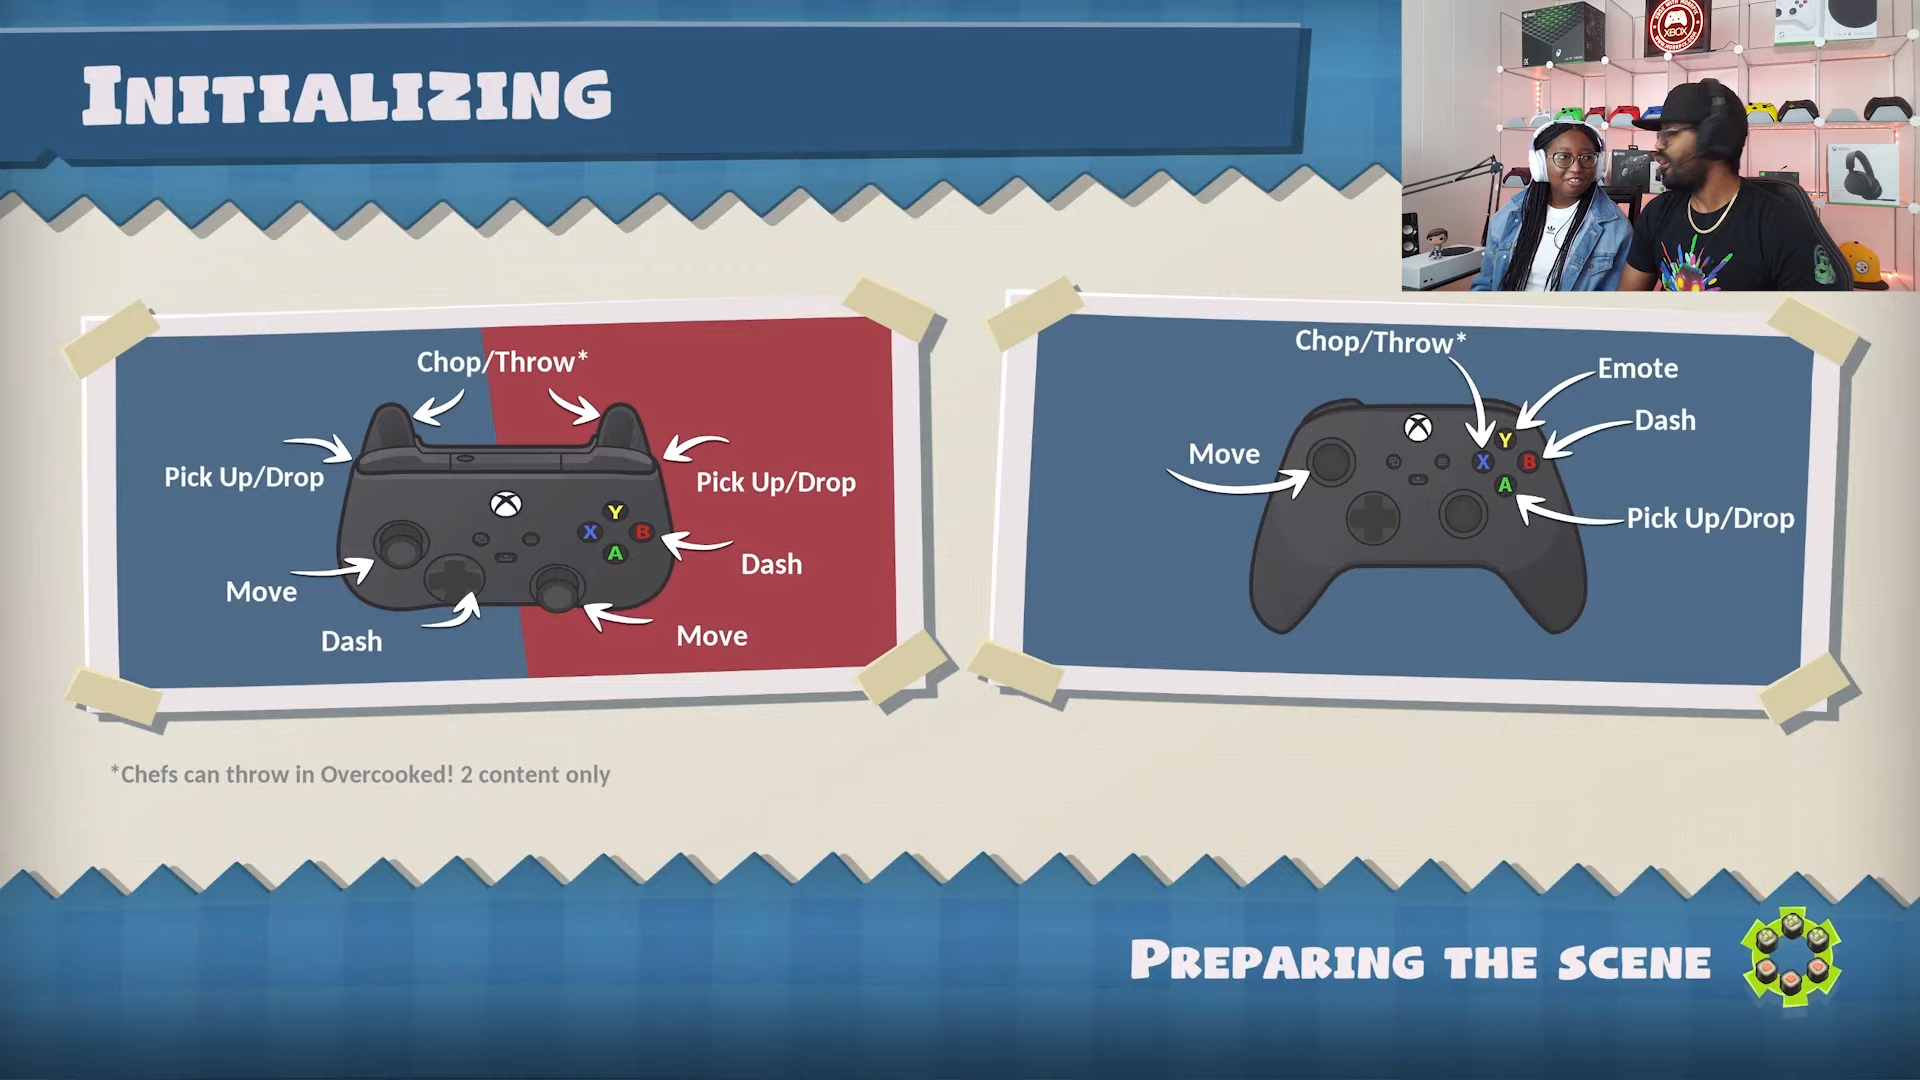 INITIALIZING
XBOX
Chop/Throw*
Pick Up/Drop
Pick Up/Drop
Y
X
B
A
Dash
Move
Dash
Move
Chop/Throw*
Emote
Dash
Move
Y
X
B
A
Pick Up/Drop
*Chefs can throw in Overcooked! 2 content only
PREPARING THE SCENE